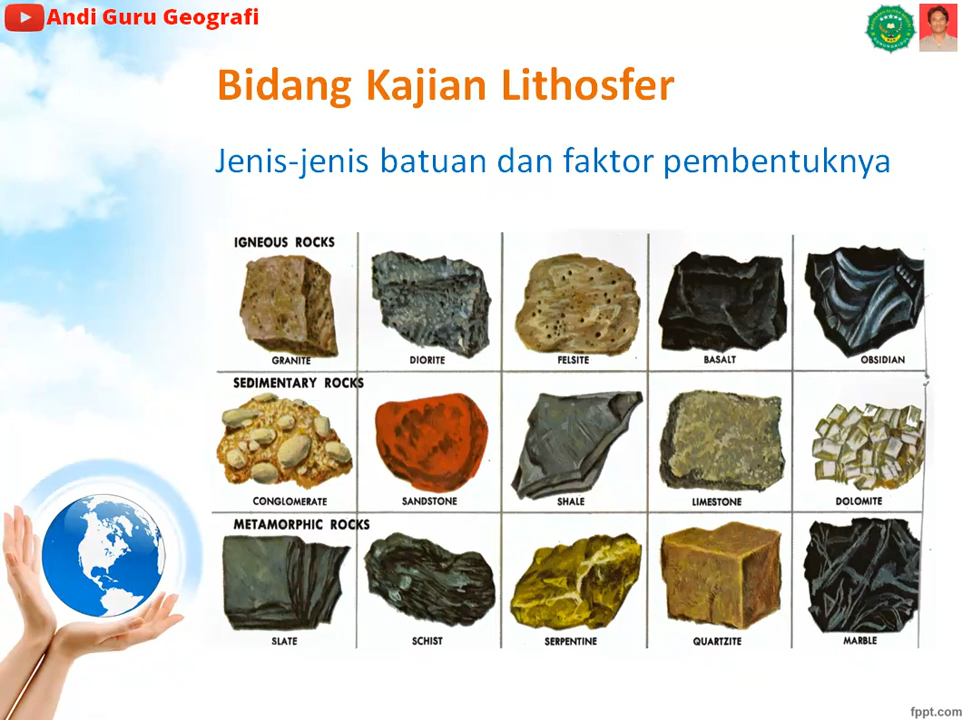 Andi Guru Geografi
Bidang Kajian Lithosfer
Jenis-jenis batuan dan faktor pembentuknya
IGNEOUS ROCKS
GRANITE
DIORITE
FELSITE
BASALT
OBSIDIAN
SEDIMENTARY ROCKS
CONGLOMERATE
SANDSTONE
SHALE
LIMESTONE
DOLOMITE
METAMORPHIC ROCKS
SLATE
SCHIST
SERPENTINE
QUARTZITE
MARBLE
fppt.com